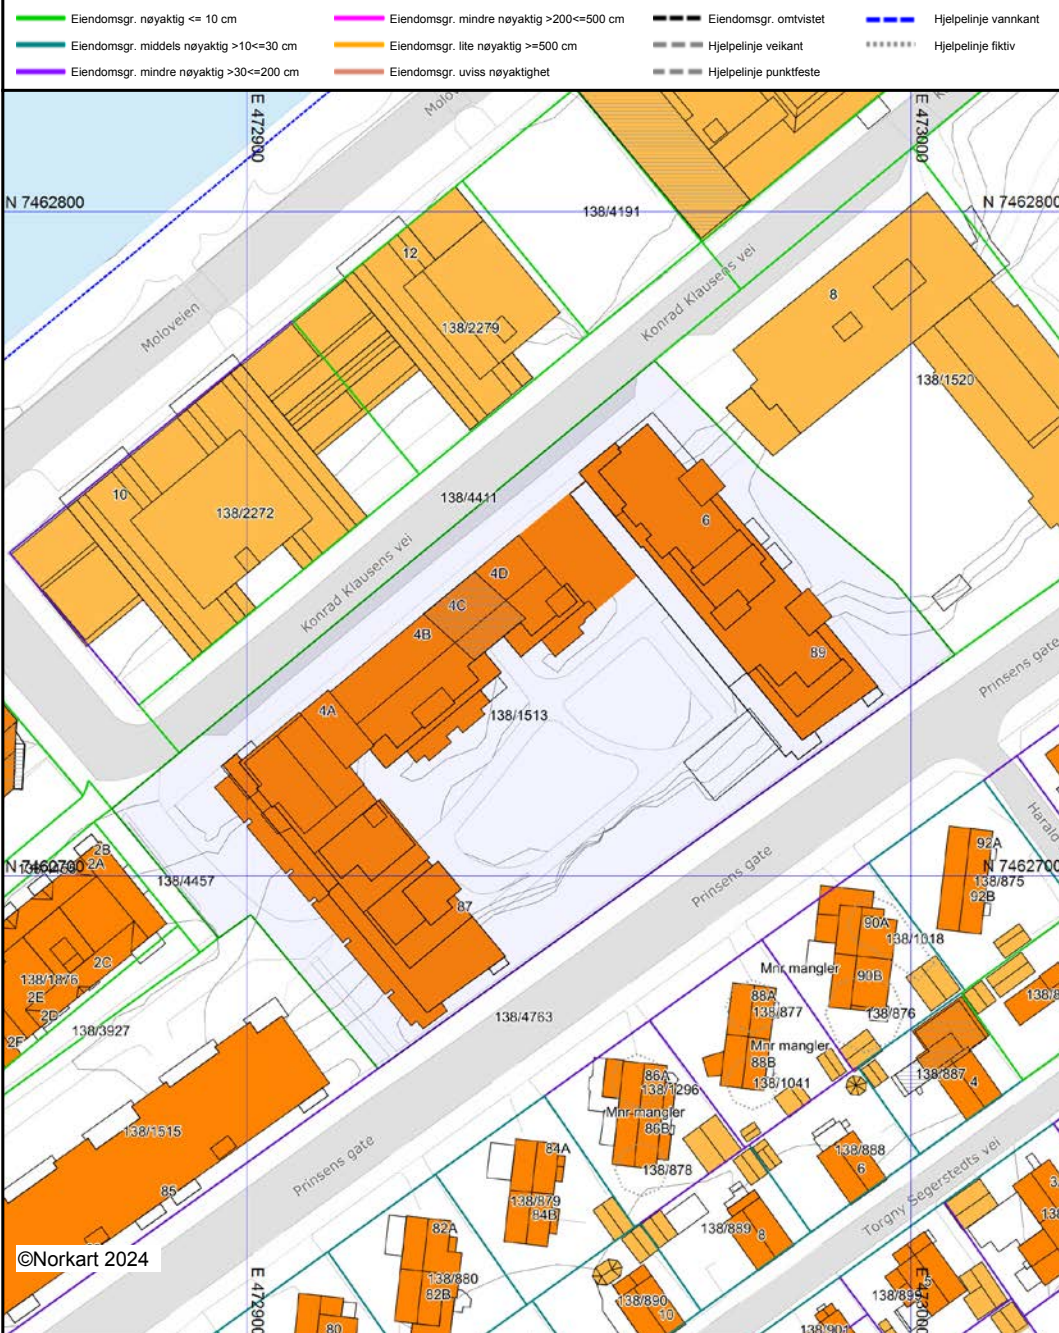 Eiendomsgr. nøyaktig <= 10 cm
Eiendomsgr. mindre nøyaktig >200<=500 cm
Eiendomsgr. omtvistet
Hjelpelinje vannkant
Eiendomsgr. middels nøyaktig >10<=30 cm
Eiendomsgr. lite nøyaktig >=500 cm
Hjelpelinje veikant
Hjelpelinje fiktiv
Eiendomsgr. mindre nøyaktig >30<=200 cm
Eiendomsgr. uviss nøyaktighet
Hjelpelinje punktfeste
E 472900
E 473000
N 7462800
N 7462800
138/4191
12
Konrad Klausens vei
8
Moloveien
138/2279
138/1520
10
138/4411
138/2272
6
Konrad Klausens vei
4D
4C
4B
89
Prinsens gate
4A
138/1513
2B
2A
N 7462700
92A
N 7462700
138/875
92B
138/4457
Prinsens gate
87
90A
138/1018
2C
138/1876
2E
2D
2F
Mnr mangler
90B
88A
138/877
138/876
138/4763
138/3927
Mnr mangler
88B
138/1041
86A
138/1296
138/887
4
Mnr mangler
86B
138/1515
84A
138/888
6
138/878
Prinsens gate
85
138/879
84B
Torgny Segerstedts vei
82A
138/889
8
©Norkart 2024
138/880
82B
5
138/899
138/890
10
E 472900
E 473000
80
138/901